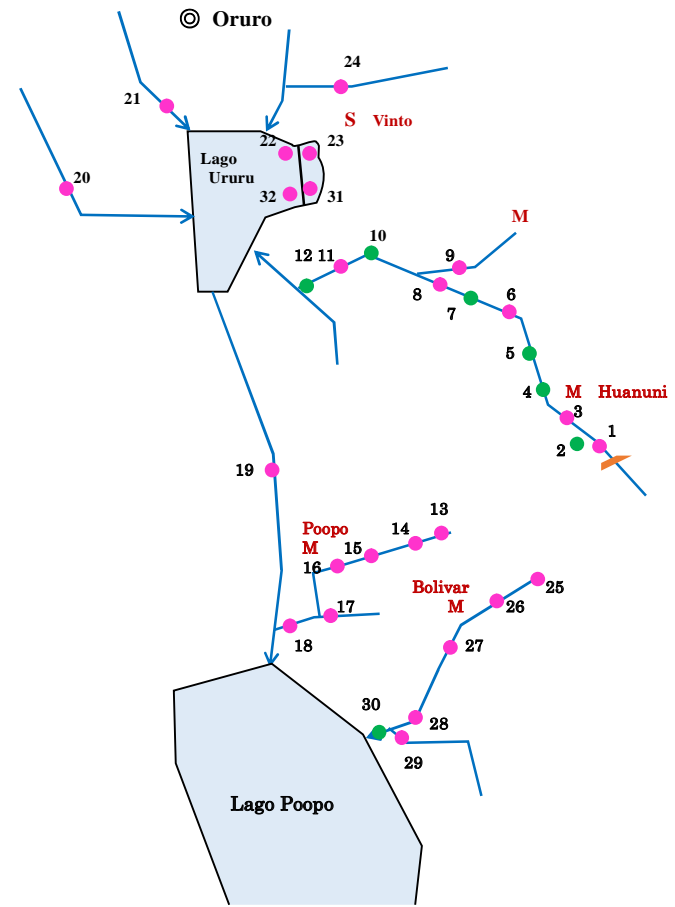 Oruro
24
21
S Vinto
22 23
Lago
Ururu
20
32 31
M
10
12 11 9
8 6
7
5
4 M Huanuni
3
1
2
19
13
Poopo
M
14
15
16
Bolivar
M
25
26
17
18
27
30
28
29
Lago Poopo